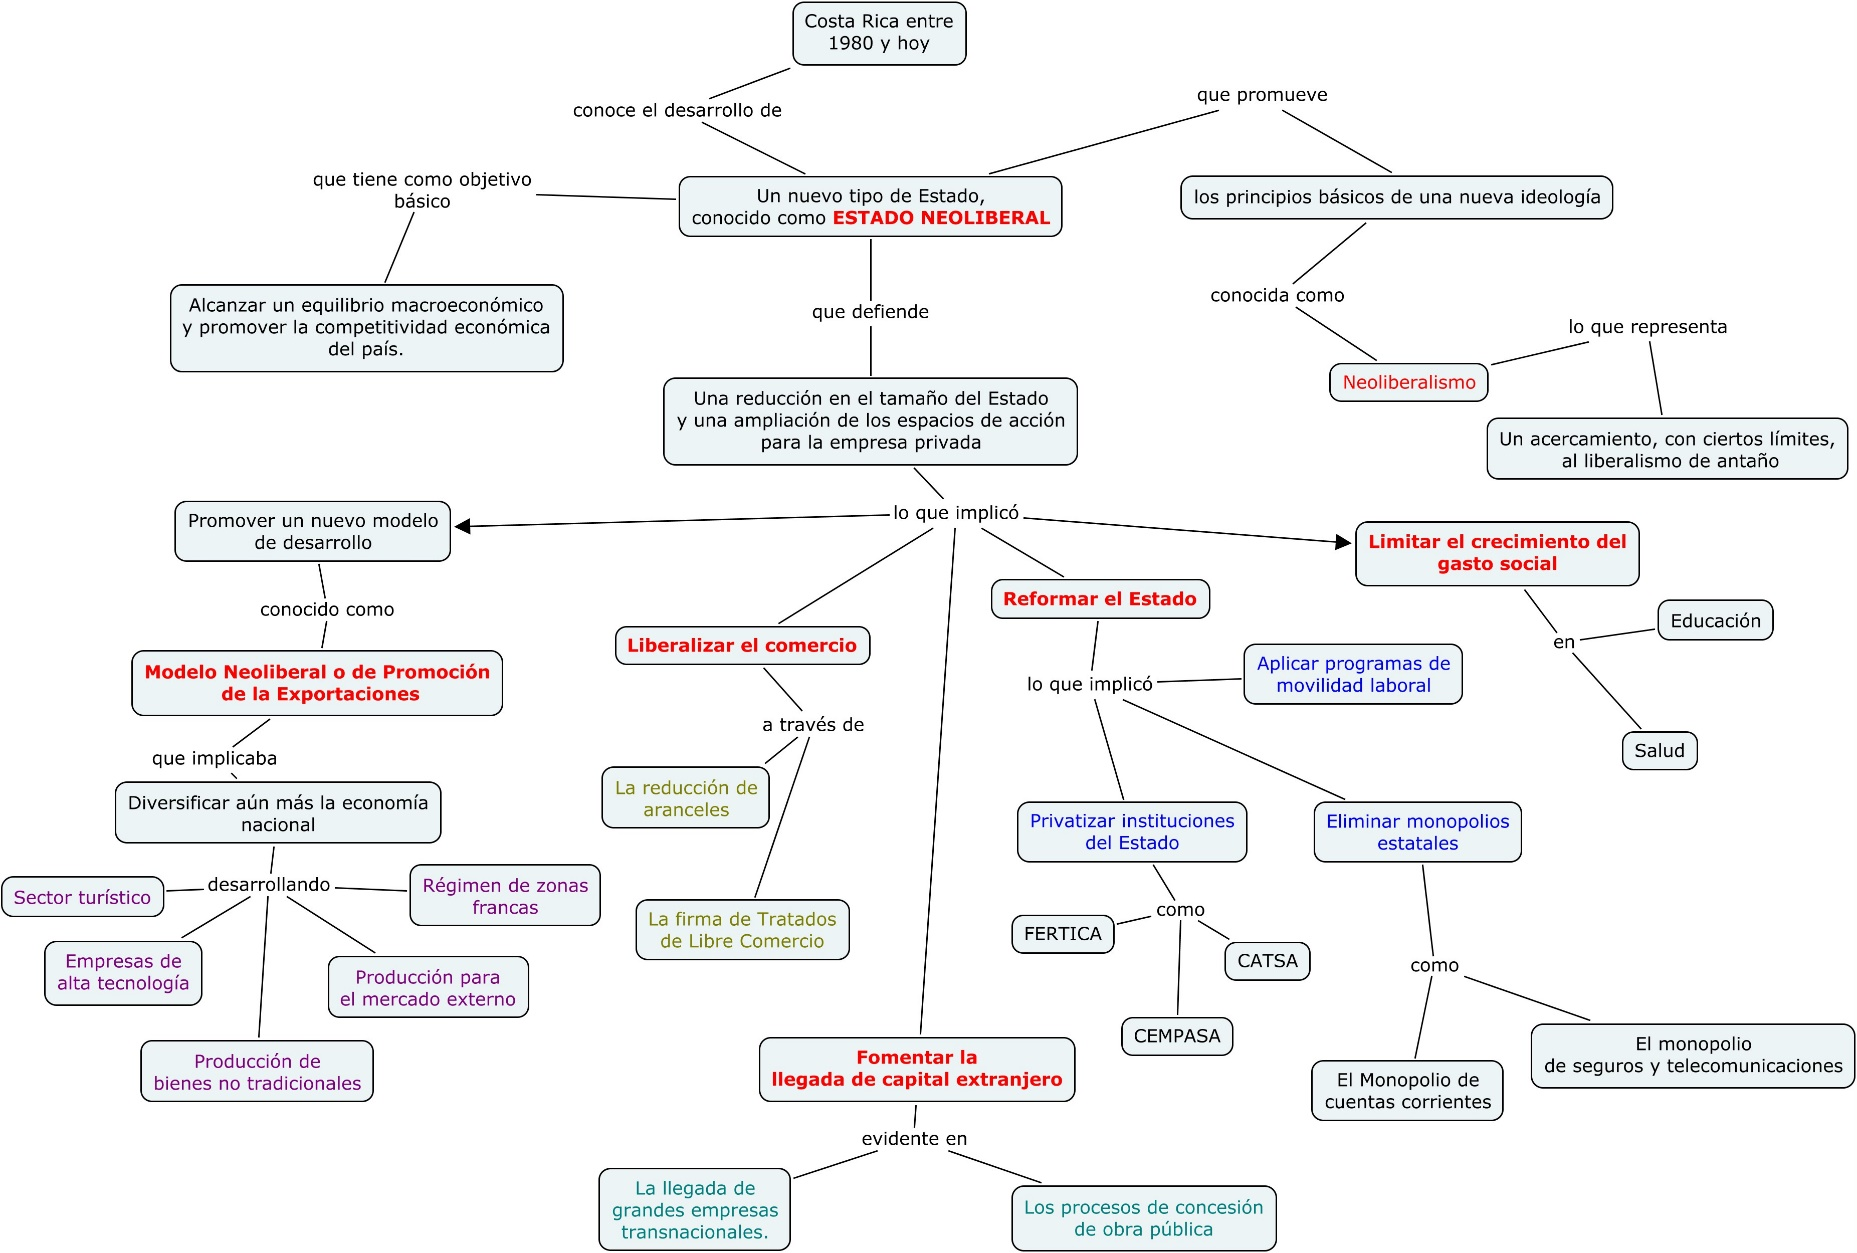 Costa Rica entre
1980 y hoy
conoce el desarrollo de
que promueve
que tiene como objetivo
básico
Un nuevo tipo de Estado,
conocido como ESTADO NEOLIBERAL
los principios básicos de una nueva ideología
Alcanzar un equilibrio macroeconómico
y promover la competitividad económica
del país.
que defiende
conocida como
lo que representa
Neoliberalismo
Un acercamiento, con ciertos límites,
al liberalismo de antaño
Una reducción en el tamaño del Estado
y una ampliación de los espacios de acción
para la empresa privada
lo que implicó
Promover un nuevo modelo
de desarrollo
conocido como
Modelo Neoliberal o de Promoción
de la Exportaciones
que implicaba
Diversificar aún más la economía
nacional
desarrollando
Sector turístico
Empresas de
alta tecnología
Producción de
bienes no tradicionales
Producción para
el mercado externo
Régimen de zonas
francas
Liberalizar el comercio
a través de
La reducción de
aranceles
La firma de Tratados
de Libre Comercio
Fomentar la
llegada de capital extranjero
evidente en
La llegada de
grandes empresas
transnacionales.
Los procesos de concesión
de obra pública
Reformar el Estado
lo que implicó
Aplicar programas de
movilidad laboral
Privatizar instituciones
del Estado
como
FERTICA
CEMPASA
CATSA
Eliminar monopolios
estatales
como
El Monopolio de
cuentas corrientes
El monopolio
de seguros y telecomunicaciones
Limitar el crecimiento del
gasto social
en
Educación
Salud